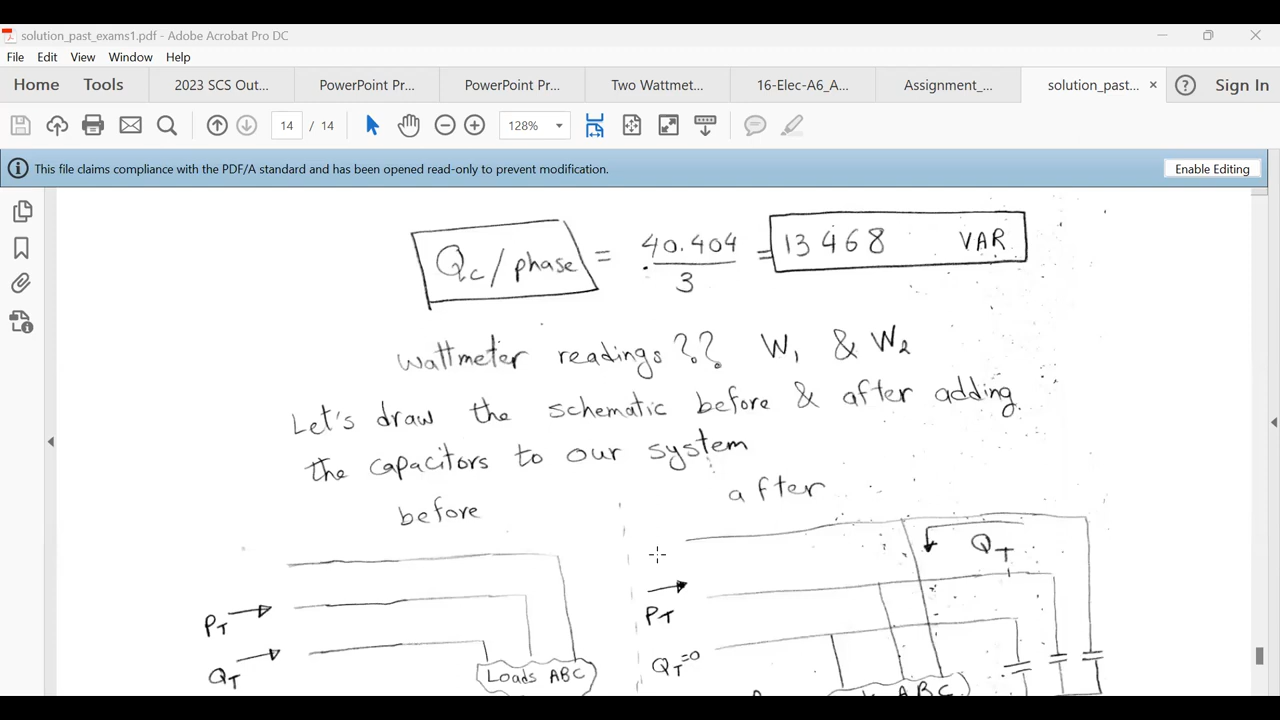 solution_past_exams1.pdf - Adobe Acrobat Pro DC
File Edit View Window Help
Home Tools 2023 SCS Out... PowerPoint Pr... PowerPoint Pr... Two Wattmet... 16-Elec-A6_A... Assignment_... solution_past... × ? Sign In
14 / 14 128%
This file claims compliance with the PDF/A standard and has been opened read-only to prevent modification. Enable Editing
Qc/phase = 40.404/3 = 13468 VAR
wattmeter readings?? W1 & W2
Let's draw the schematic before & after adding
the capacitors to our system
before after
QT
PT PT
QT QT=0
Loads ABC ABC